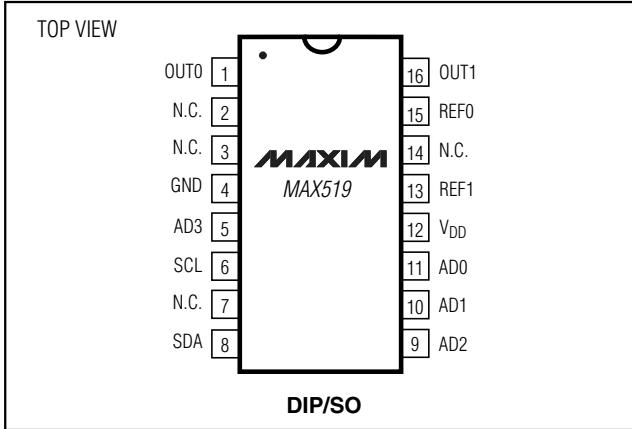 TOP VIEW
OUT0 1
16 OUT1
N.C. 2
15 REF0
N.C. 3
14 N.C.
MAXIM
GND 4
MAX519
13 REF1
AD3 5
12 VDD
SCL 6
11 AD0
N.C. 7
10 AD1
SDA 8
9 AD2
DIP/SO